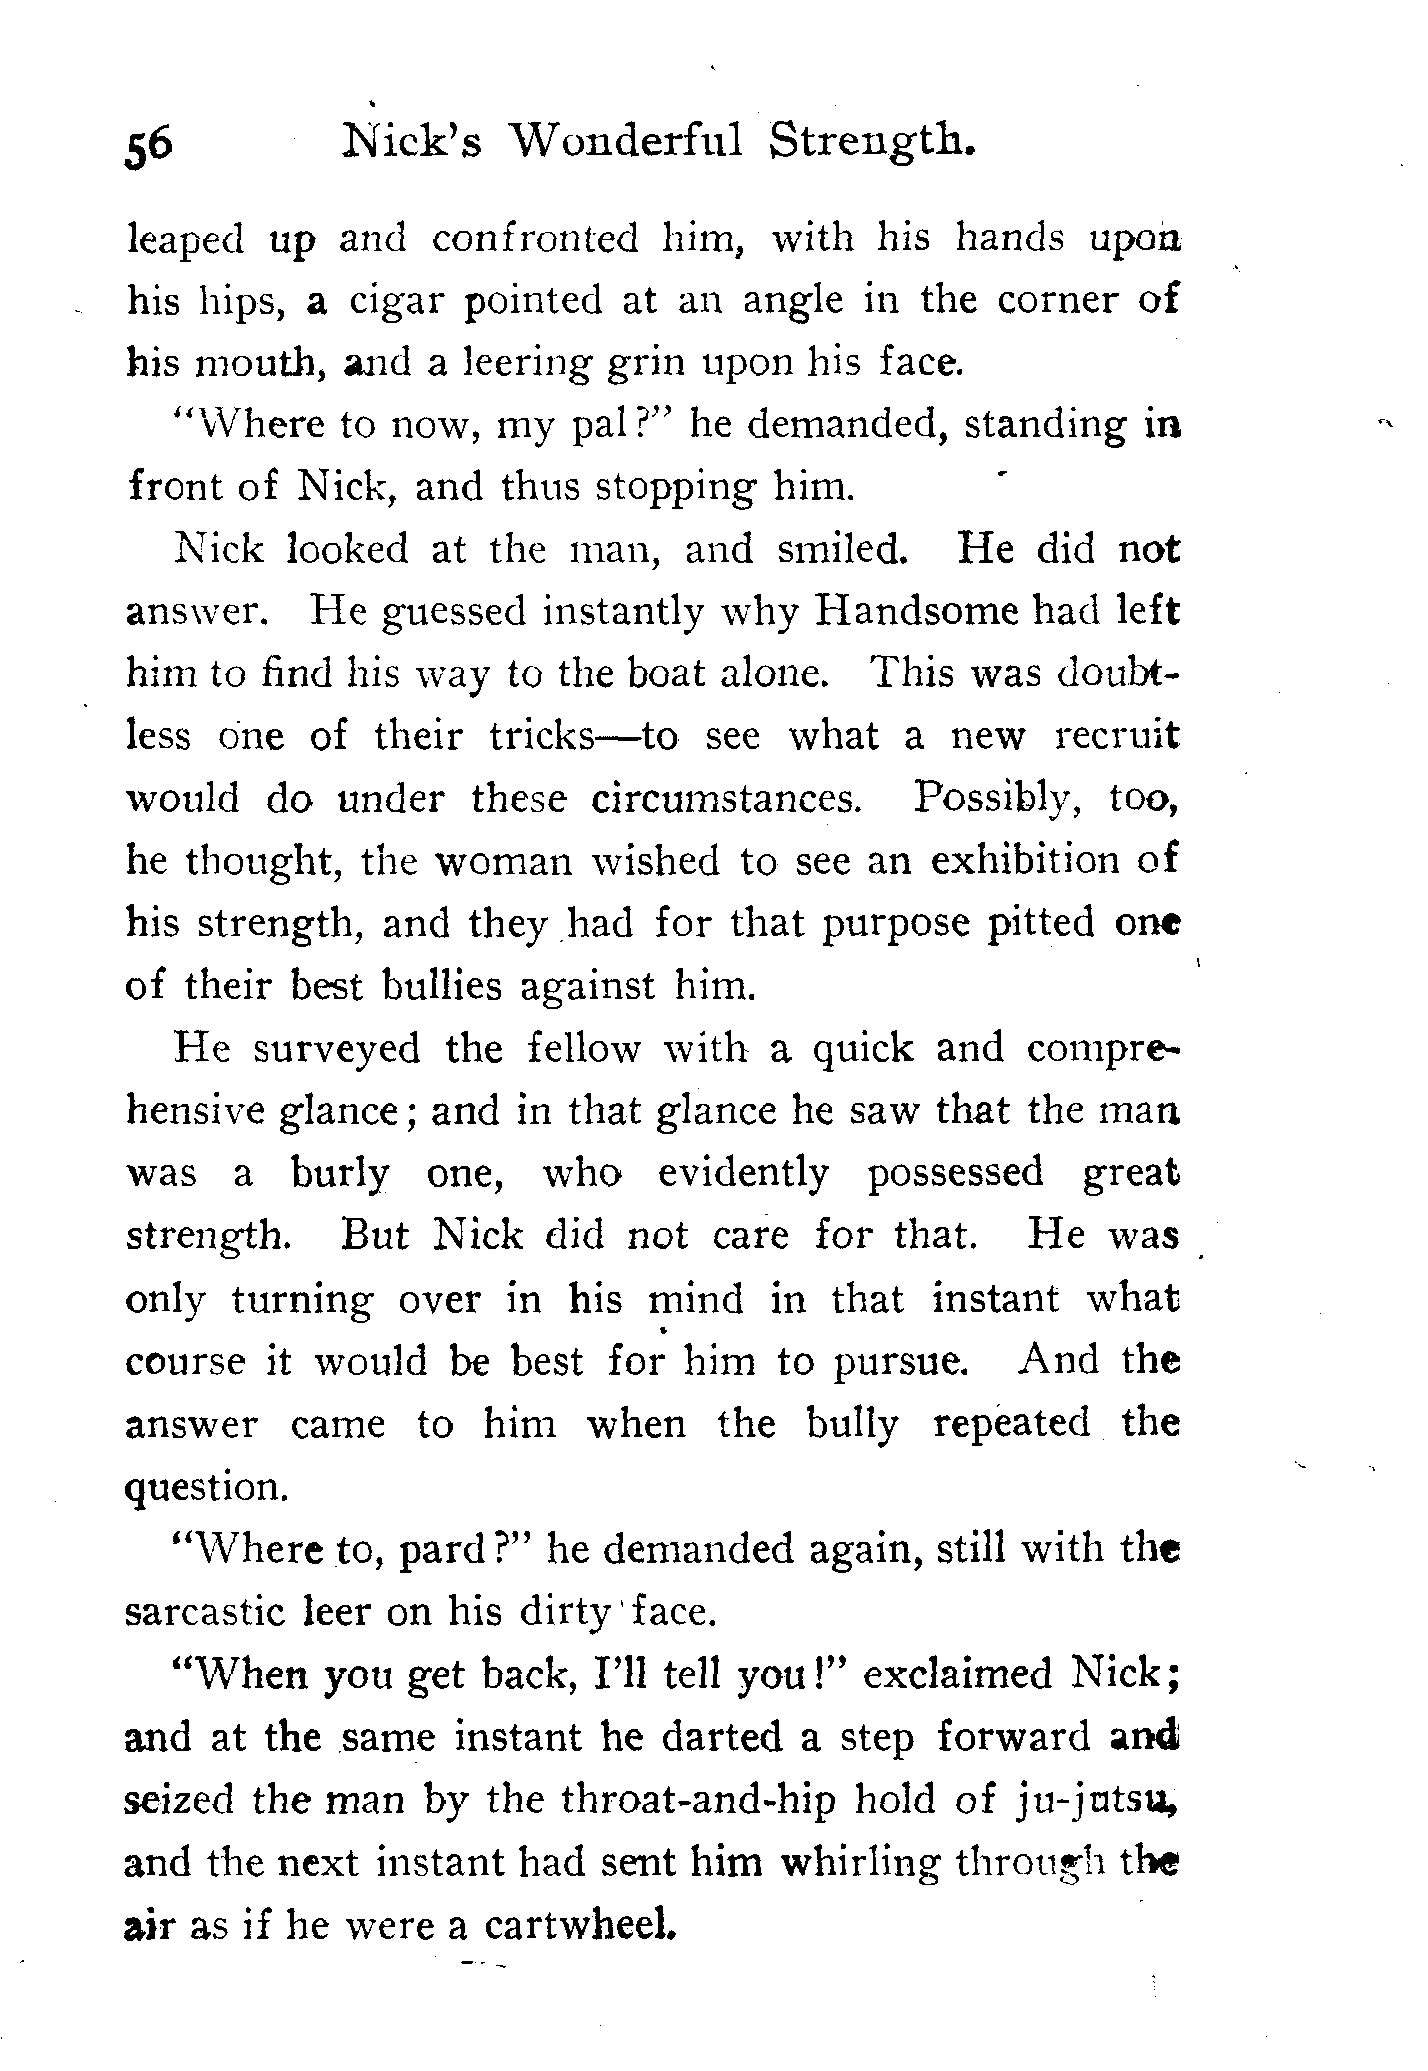 56 Nick's Wonderful Strength.
leaped up and confronted him, with his hands upon
his hips, a cigar pointed at an angle in the corner of
his mouth, and a leering grin upon his face.
"Where to now, my pal?" he demanded, standing in
front of Nick, and thus stopping him.
Nick looked at the man, and smiled. He did not
answer. He guessed instantly why Handsome had left
him to find his way to the boat alone. This was doubt-
less one of their tricks—to see what a new recruit
would do under these circumstances. Possibly, too,
he thought, the woman wished to see an exhibition of
his strength, and they had for that purpose pitted one
of their best bullies against him.
He surveyed the fellow with a quick and compre-
hensive glance; and in that glance he saw that the man
was a burly one, who evidently possessed great
strength. But Nick did not care for that. He was
only turning over in his mind in that instant what
course it would be best for him to pursue. And the
answer came to him when the bully repeated the
question.
"Where to, pard?" he demanded again, still with the
sarcastic leer on his dirty face.
"When you get back, I'll tell you!" exclaimed Nick;
and at the same instant he darted a step forward and
seized the man by the throat-and-hip hold of ju-jutsu,
and the next instant had sent him whirling through the
air as if he were a cartwheel.